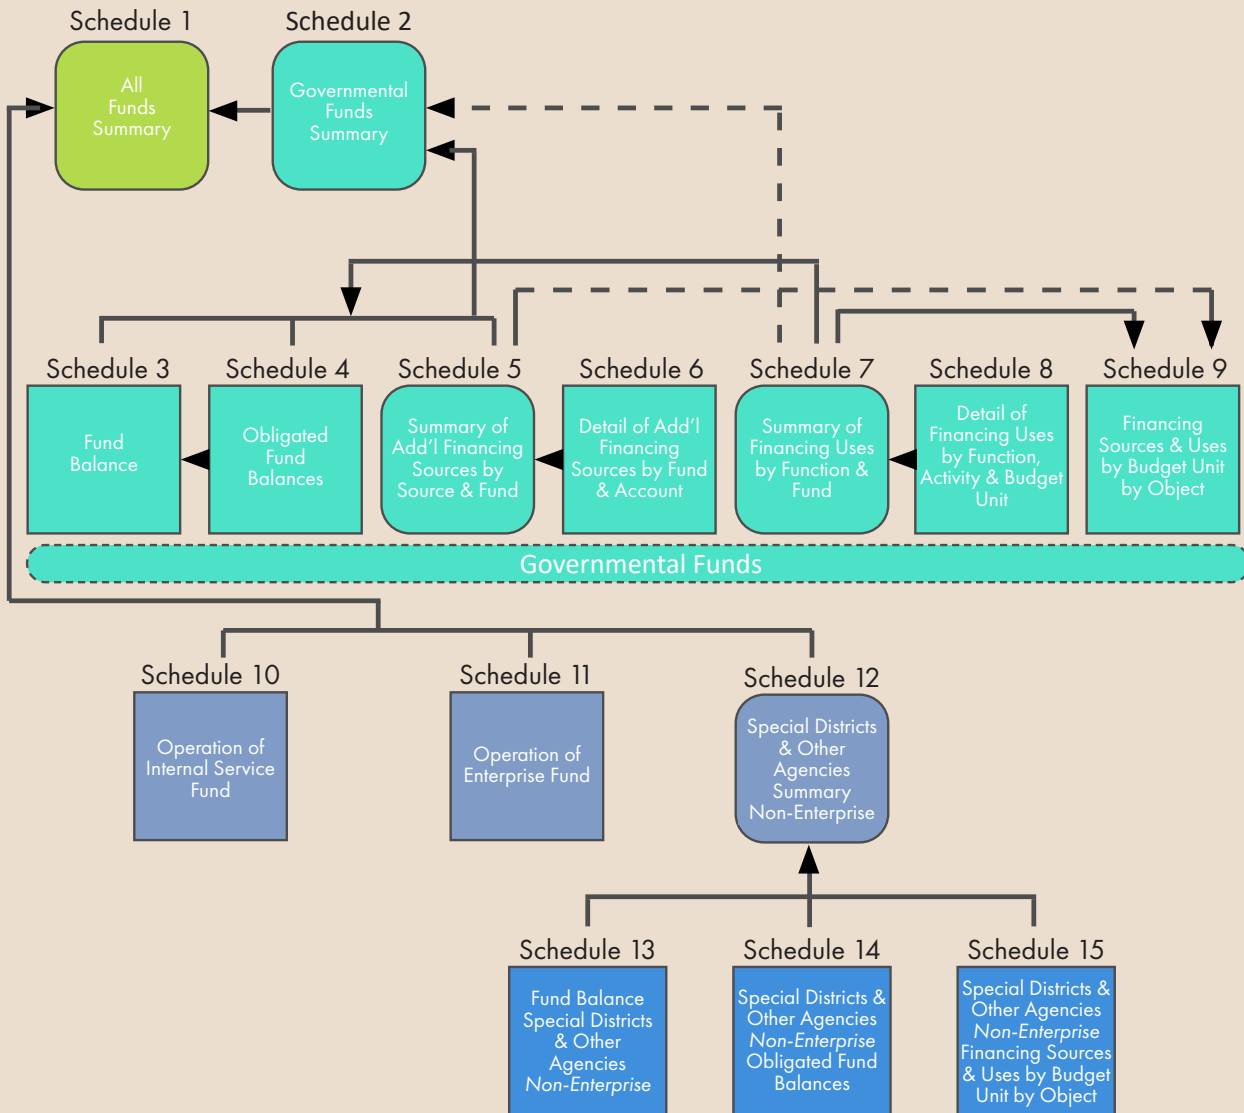 Schedule 1
All
Funds
Summary
Schedule 2
Governmental
Funds
Summary
Schedule 3
Fund
Balance
Schedule 4
Obligated
Fund
Balances
Schedule 5
Summary of
Add'l Financing
Sources by
Source & Fund
Schedule 6
Detail of Add'l
Financing
Sources by Fund
& Account
Schedule 7
Summary of
Financing Uses
by Function &
Fund
Schedule 8
Detail of
Financing Uses
by Function,
Activity & Budget
Unit
Schedule 9
Financing
Sources & Uses
by Budget Unit
by Object
Governmental Funds
Schedule 10
Operation of
Internal Service
Fund
Schedule 11
Operation of
Enterprise Fund
Schedule 12
Special Districts
& Other
Agencies
Summary
Non-Enterprise
Schedule 13
Fund Balance
Special Districts
& Other
Agencies
Non-Enterprise
Schedule 14
Special Districts &
Other Agencies
Non-Enterprise
Obligated Fund
Balances
Schedule 15
Special Districts &
Other Agencies
Non-Enterprise
Financing Sources
& Uses by Budget
Unit by Object